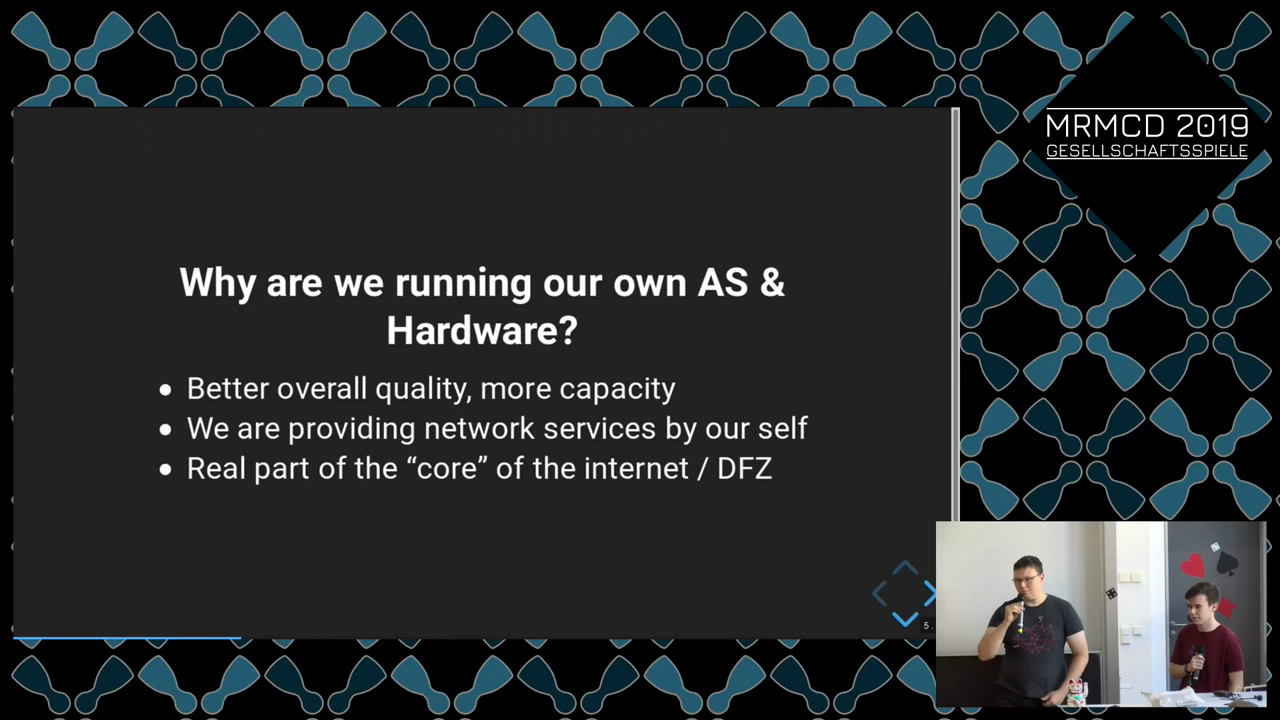 MRMCD 2019
GESELLSCHAFTSSPIELE
Why are we running our own AS &
Hardware?
• Better overall quality, more capacity
• We are providing network services by our self
• Real part of the “core” of the internet / DFZ
5.